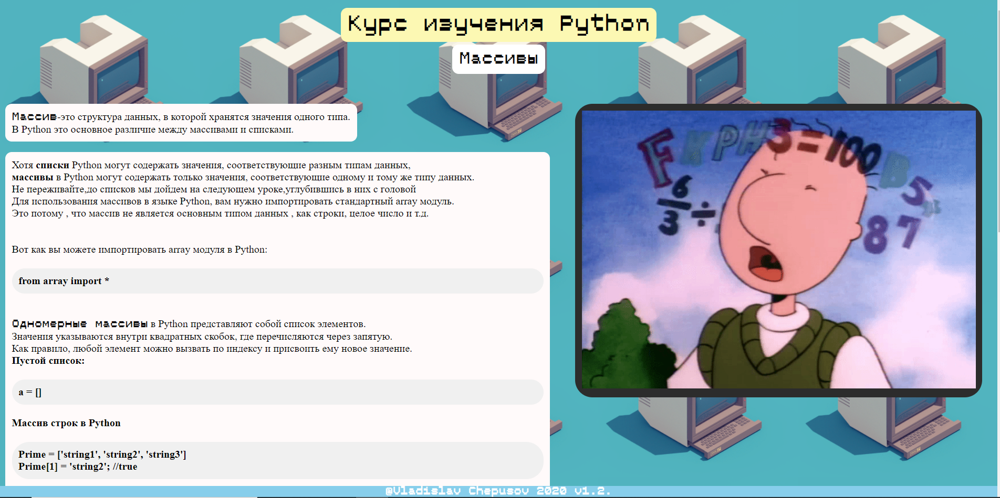 Курс изучения Python
Массивы
Массив-это структура данных, в которой хранятся значения одного типа.
В Python это основное различие между массивами и списками.
Хотя списки Python могут содержать значения, соответствующие разным типам данных,
массивы в Python могут содержать только значения, соответствующие одному и тому же типу данных.
Не переживайте,до списков мы дойдем на следующем уроке,углубившись в них с головой
Для использования массивов в языке Python, вам нужно импортировать стандартный array модуль.
Это потому , что массив не является основным типом данных , как строки, целое число и т.д.
Вот как вы можете импортировать array модуля в Python:
from array import *
Одномерные массивы в Python представляют собой список элементов.
Значения указываются внутри квадратных скобок, где перечисляются через запятую.
Как правило, любой элемент можно вызвать по индексу и присвоить ему новое значение.
Пустой список:
a = []
Массив строк в Python
Prime = ['string1', 'string2', 'string3']
Prime[1] = 'string2'; //true
F K P H 3 = 100 B 5
6
3 ÷
87
@Vladislav Chepusov 2020 v1.2.